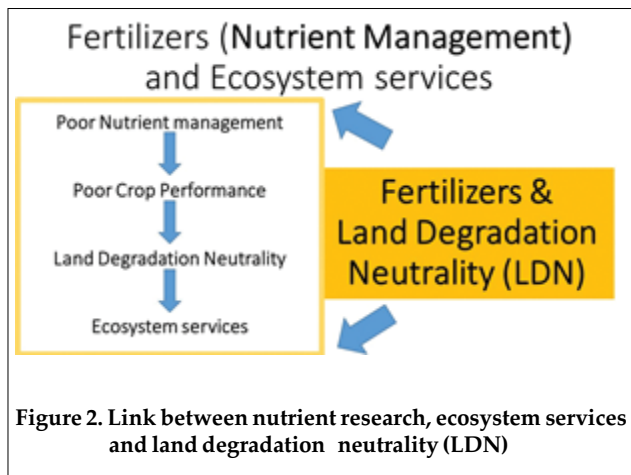 Fertilizers (Nutrient Management)
and Ecosystem services
Poor Nutrient management
Poor Crop Performance
Land Degradation Neutrality
Ecosystem services
Fertilizers &
Land Degradation
Neutrality (LDN)
Figure 2. Link between nutrient research, ecosystem services
and land degradation neutrality (LDN)